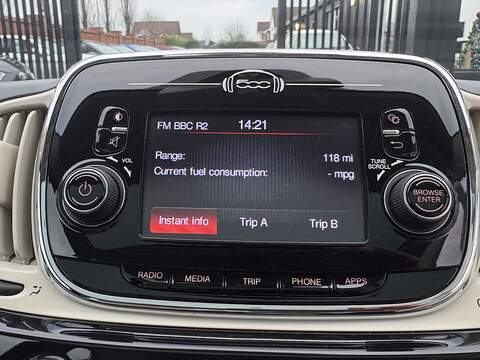 500
FM BBC R2 14:21
Range: 118 mi
Current fuel consumption: - mpg
Instant info Trip A Trip B
VOL
TUNE
SCROLL
BROWSE
ENTER
RADIO MEDIA TRIP PHONE APPS